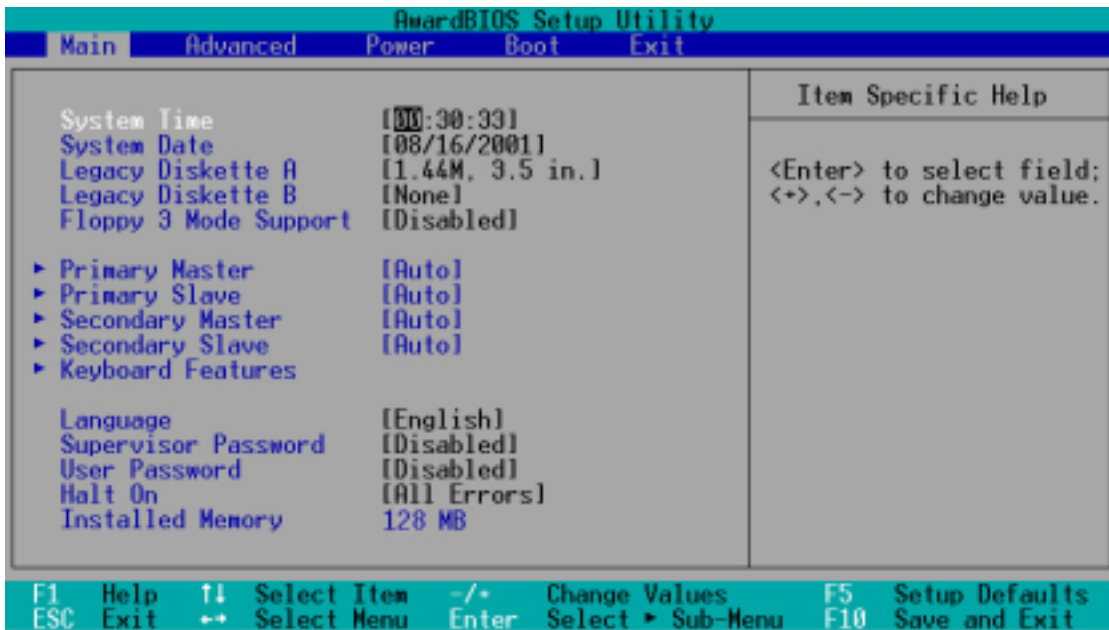 AwardBIOS Setup Utility
Main Advanced Power Boot Exit
Item Specific Help
System Time [00:30:33]
System Date [08/16/2001]
Legacy Diskette A [1.44M, 3.5 in.]
Legacy Diskette B [None]
Floppy 3 Mode Support [Disabled]
<Enter> to select field;
<+>,<-> to change value.
▶ Primary Master [Auto]
▶ Primary Slave [Auto]
▶ Secondary Master [Auto]
▶ Secondary Slave [Auto]
▶ Keyboard Features
Language [English]
Supervisor Password [Disabled]
User Password [Disabled]
Halt On [All Errors]
Installed Memory 128 MB
F1 Help ↑↓ Select Item -/+ Change Values F5 Setup Defaults
ESC Exit ←→ Select Menu Enter Select ▶ Sub-Menu F10 Save and Exit